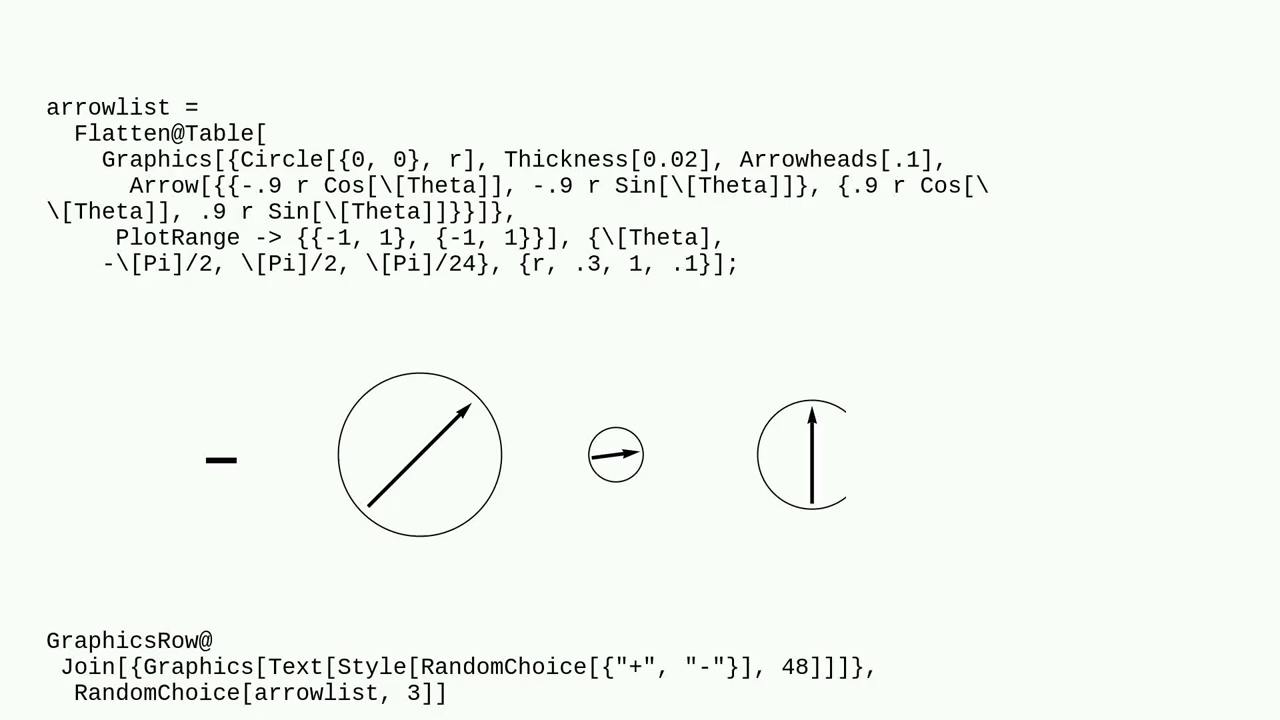 arrowlist =
Flatten@Table[
Graphics[{Circle[{0, 0}, r], Thickness[0.02], Arrowheads[.1],
Arrow[{{-.9 r Cos[\[Theta]], -.9 r Sin[\[Theta]]}, {.9 r Cos[\
\[Theta]], .9 r Sin[\[Theta]]}}]},
PlotRange -> {{-1, 1}, {-1, 1}}], {\[Theta],
-\[Pi]/2, \[Pi]/2, \[Pi]/24}, {r, .3, 1, .1}];
-
GraphicsRow@
Join[{Graphics[Text[Style[RandomChoice[{"+", "-"}], 48]]]},
RandomChoice[arrowlist, 3]]